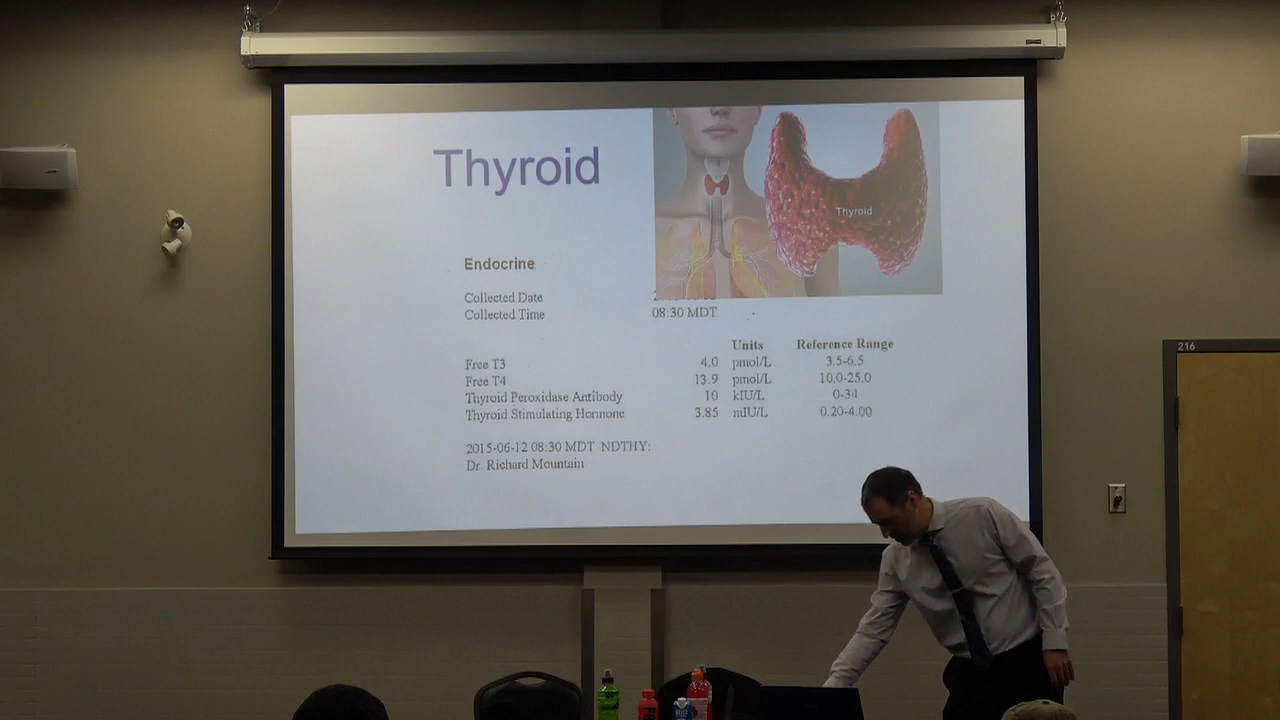 216
Thyroid
Thyroid
Endocrine
Collected Date
Collected Time 08:30 MDT
Units Reference Range
Free T3 4.0 pmol/L 3.5-6.5
Free T4 13.9 pmol/L 10.0-25.0
Thyroid Peroxidase Antibody 10 kIU/L 0-34
Thyroid Stimulating Hormone 3.85 mIU/L 0.20-4.00
2015-06-12 08:30 MDT NDTHY:
Dr. Richard Mountain